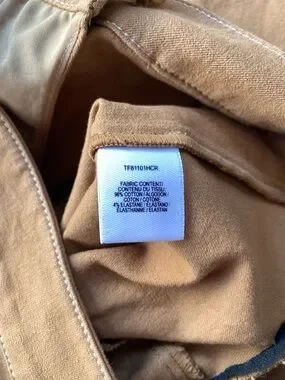 TF81101HCR
FABRIC CONTENT/
CONTENU DU TISSU
96% COTTON / ALGODON /
COTON / COTONE
4% ELASTANE / ELASTANO /
ELASTHANNE / ELASTAN